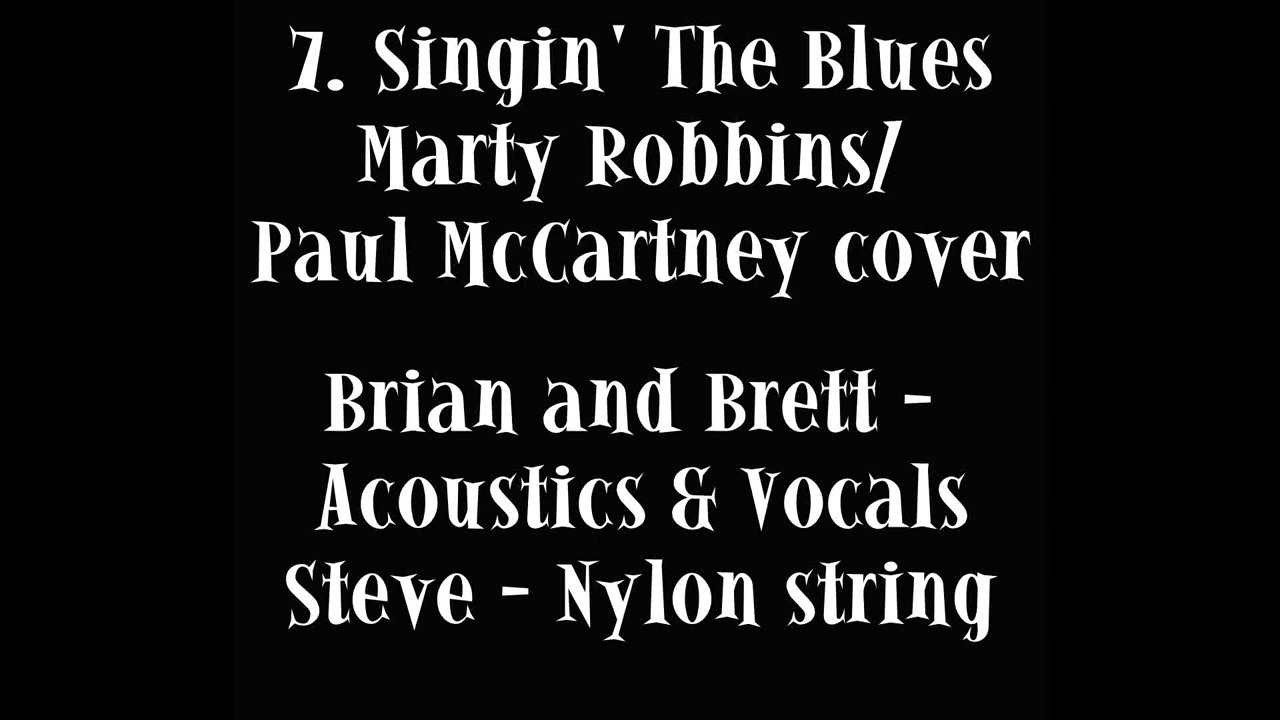 7. Singin' The Blues
Marty Robbins/
Paul McCartney cover
Brian and Brett -
Acoustics & Vocals
Steve - Nylon string